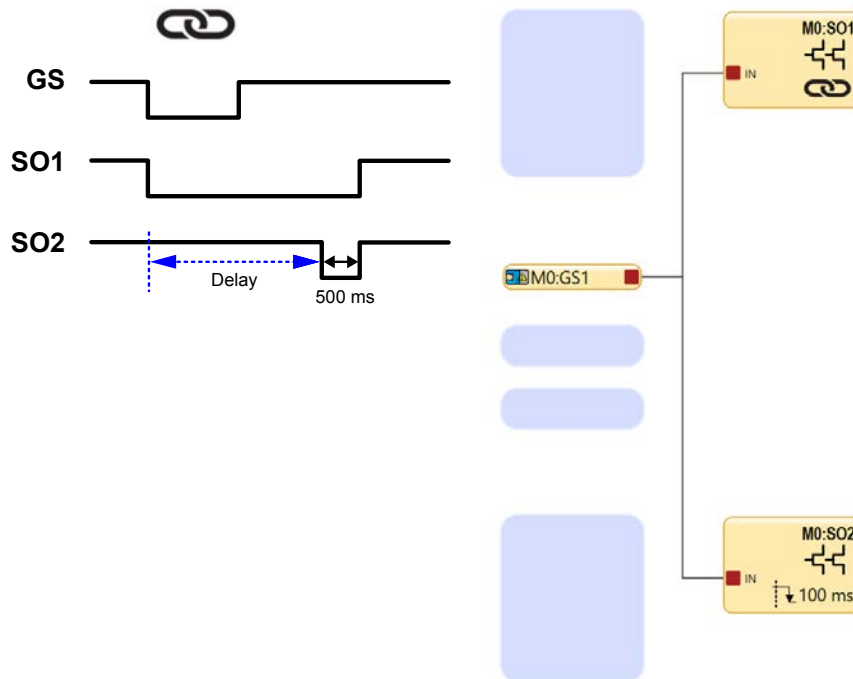 GS
SO1
SO2
Delay
500 ms
M0:SO1
IN
M0:GS1
M0:SO2
IN
100 ms